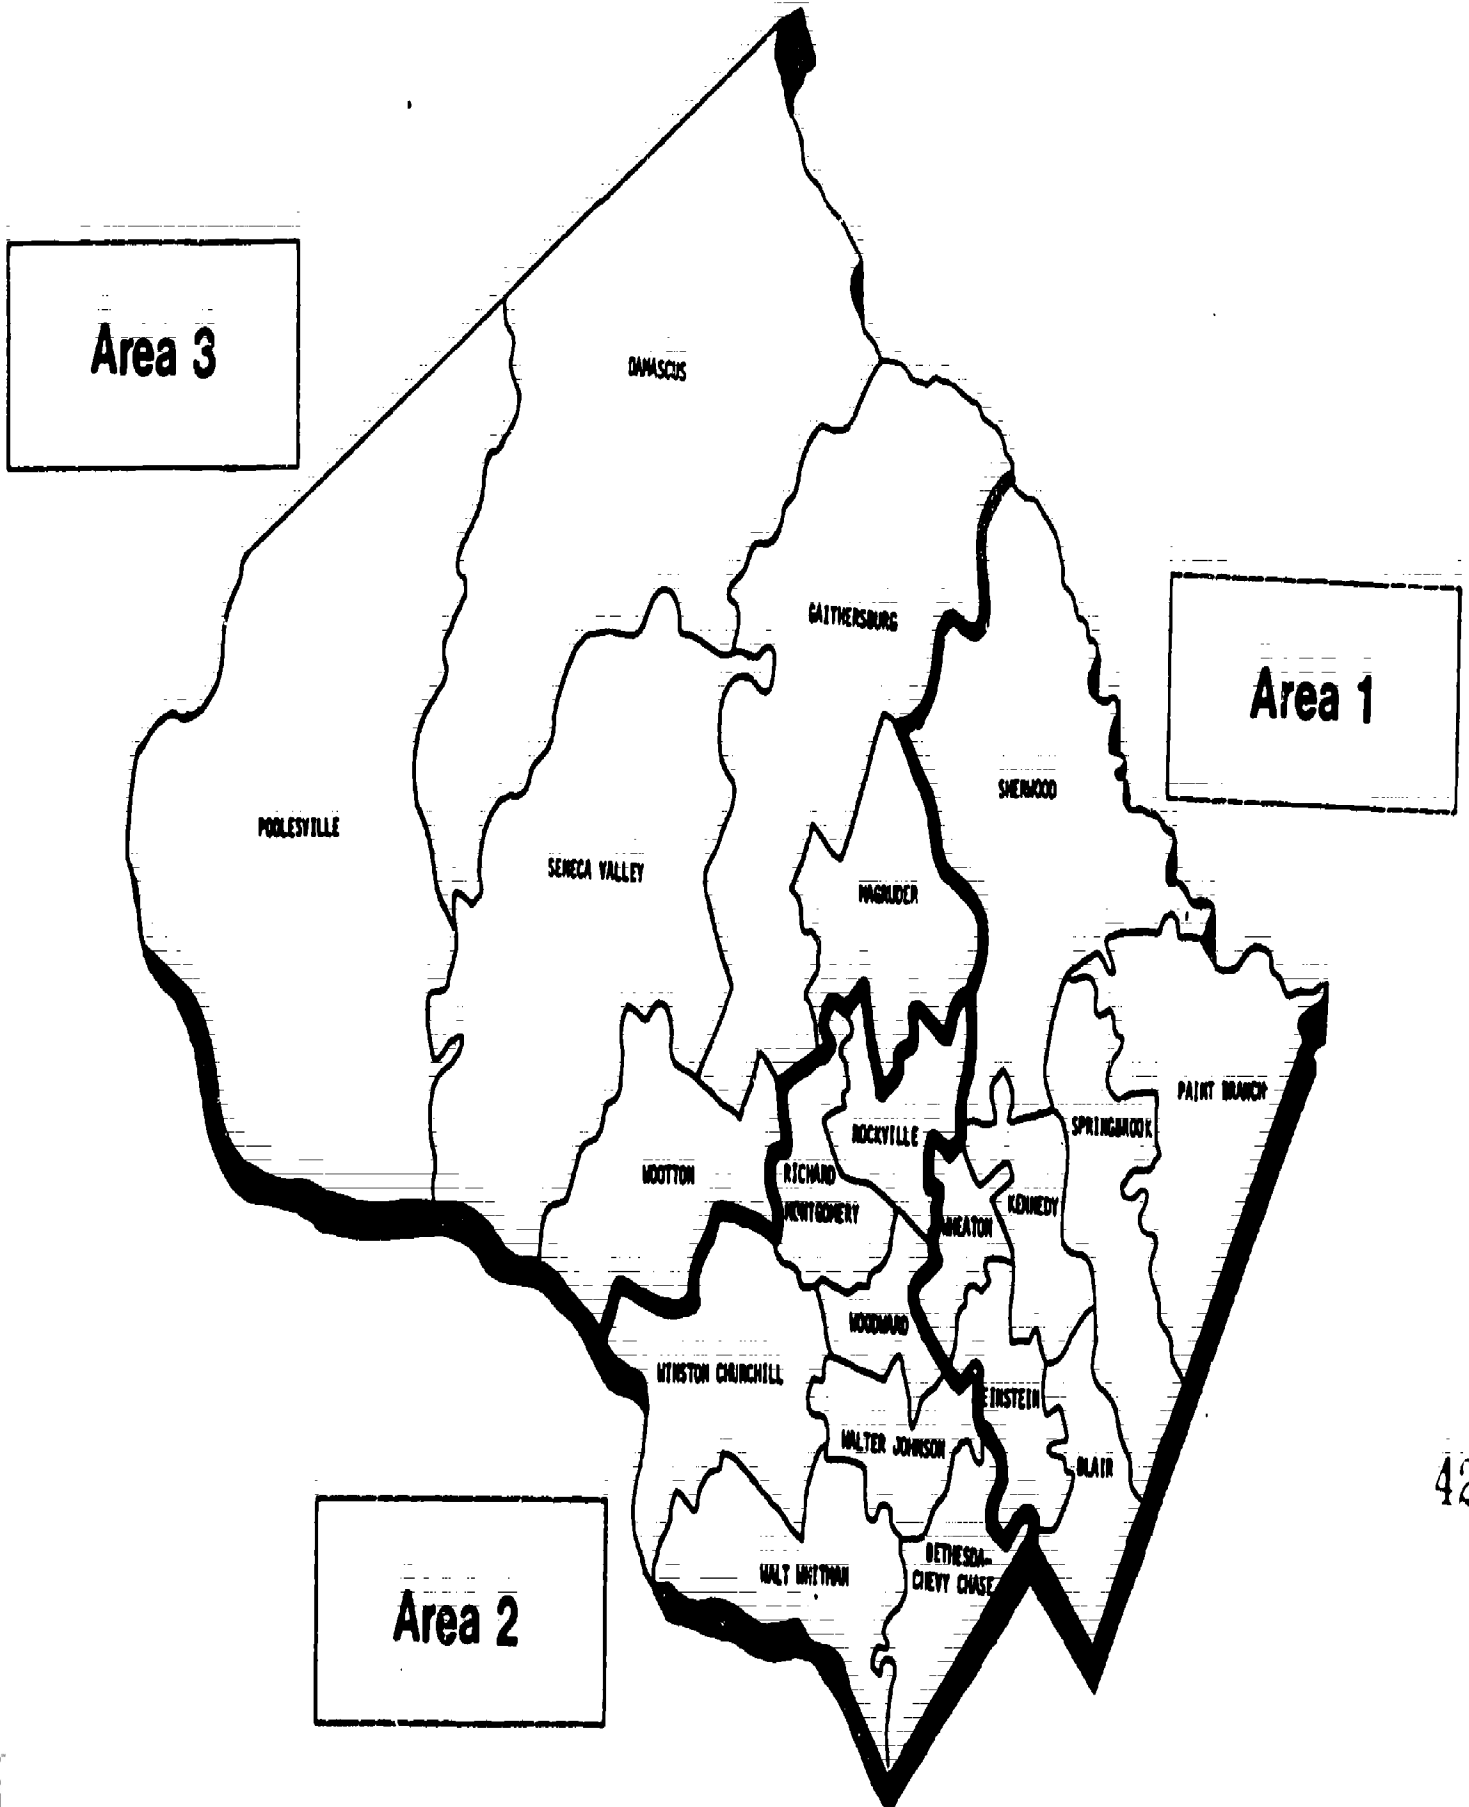 Area 3
DAMASCUS
GAITHERSBURG
Area 1
SHERWOOD
POOLESVILLE
SENECA VALLEY
MAGRUDER
PAINT BRANCH
SPRINGBROOK
ROCKVILLE
WOOTTON
RICHARD
MONTGOMERY
KENNEDY
WHEATON
WOODWARD
WINSTON CHURCHILL
EINSTEIN
WALTER JOHNSON
BLAIR
42
BETHESDA-
CHEVY CHASE
WALT WHITMAN
Area 2